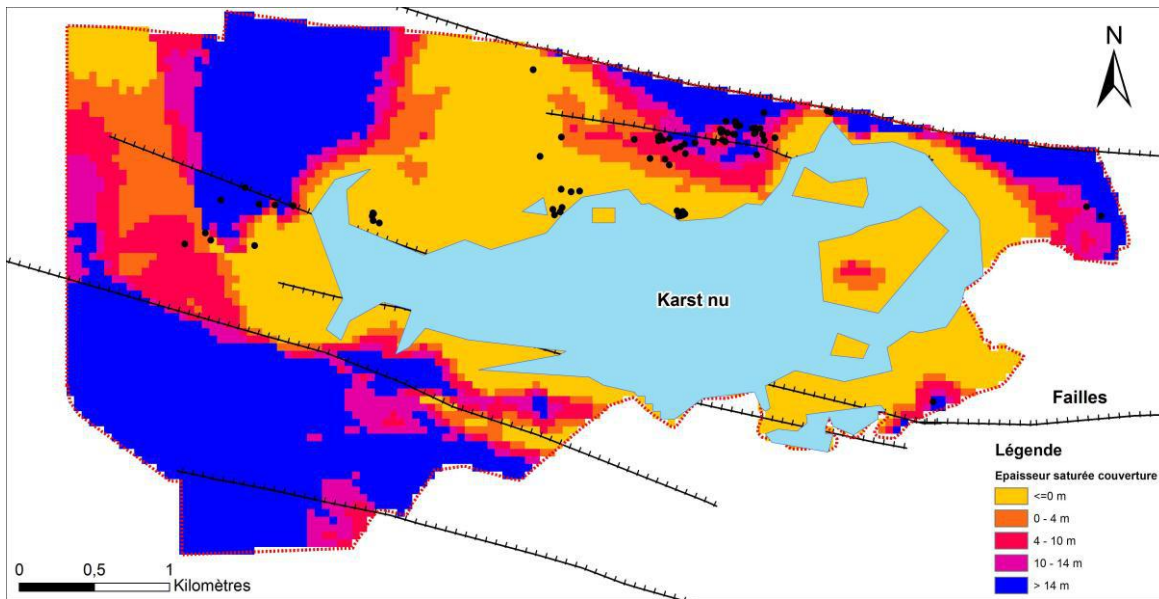 N
Karst nu
Failles
Légende
Epaisseur saturée couverture
<=0 m
0 - 4 m
4 - 10 m
10 - 14 m
> 14 m
0 0,5 1
Kilomètres